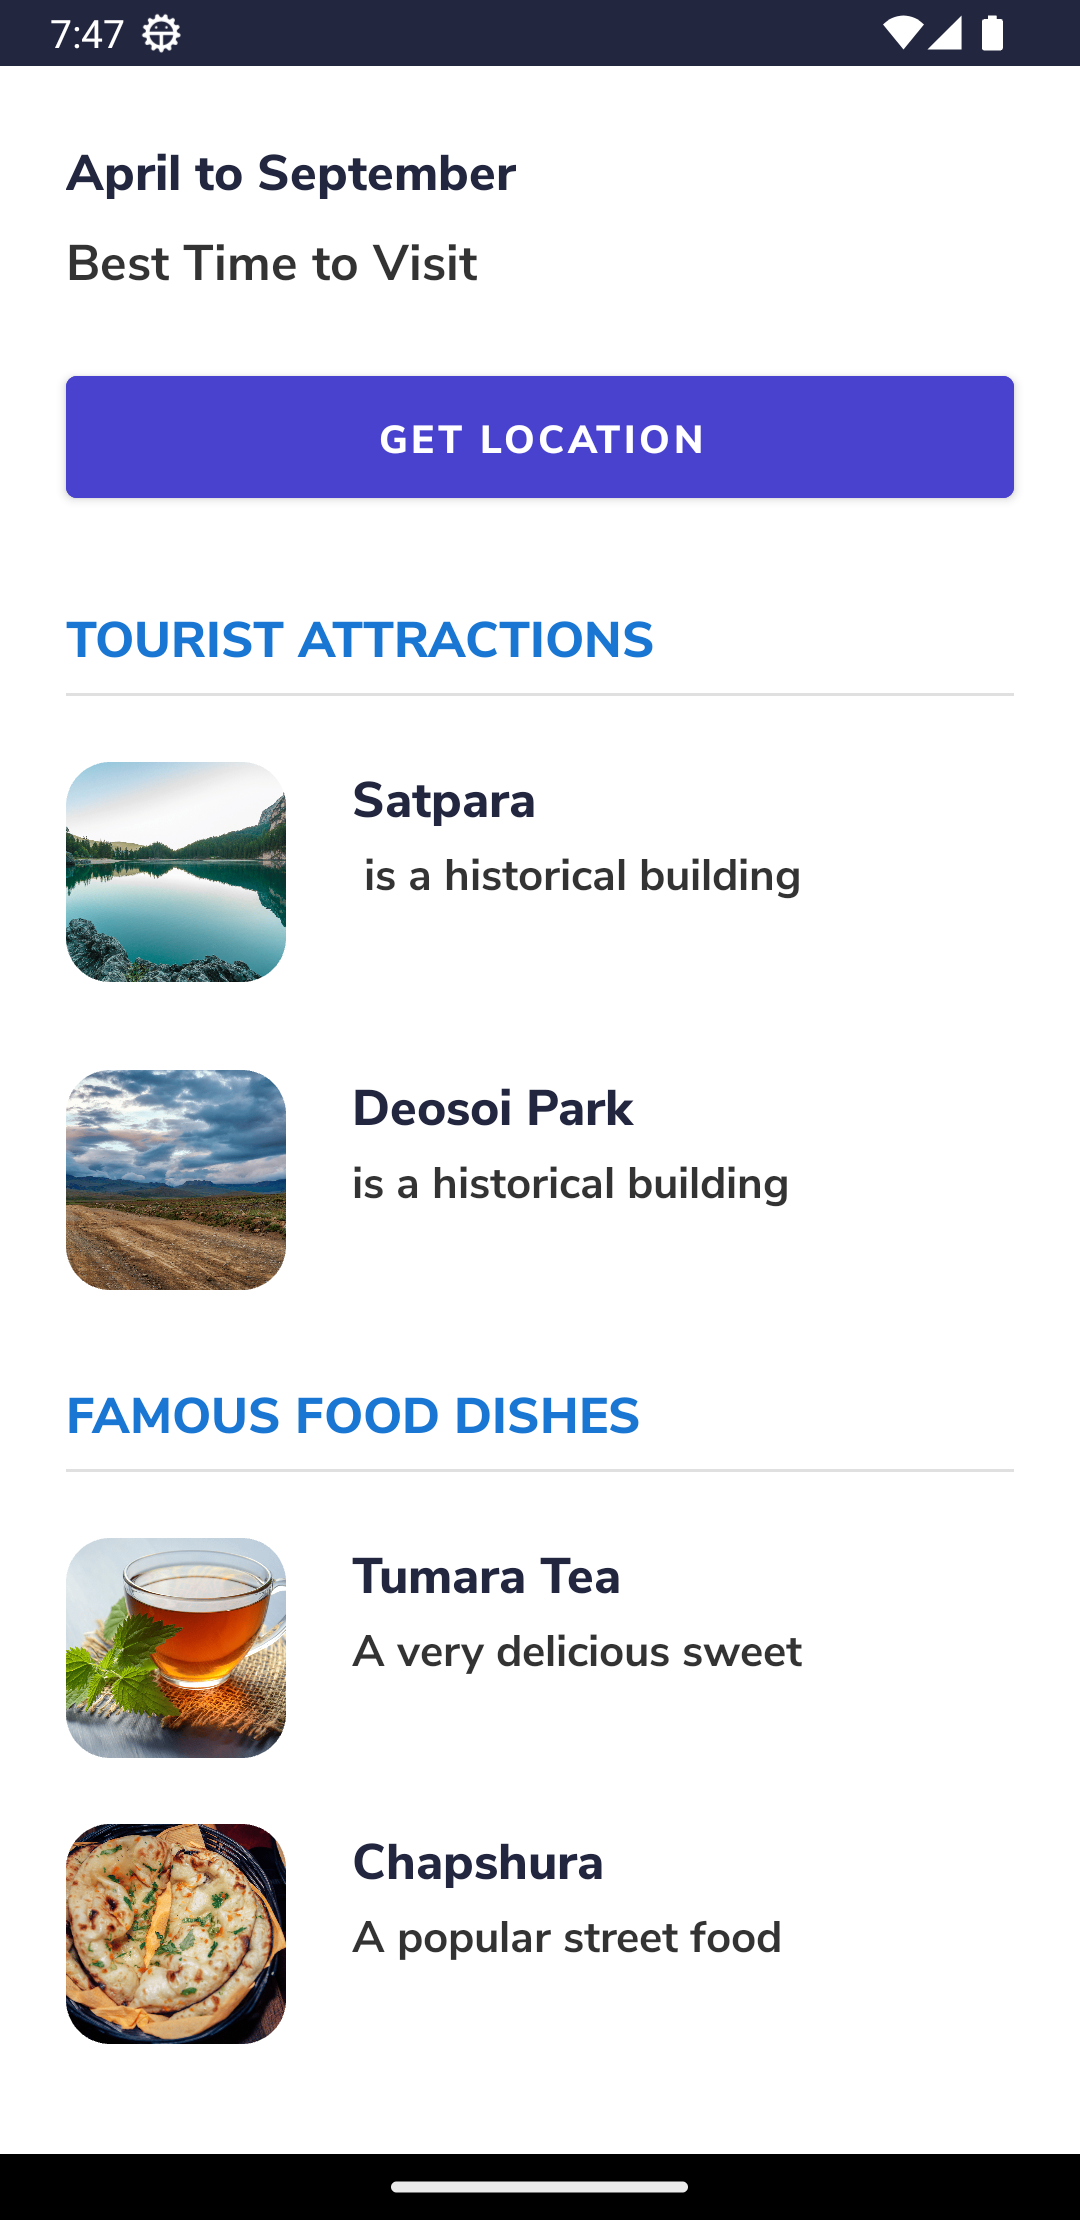 7:47
April to September
Best Time to Visit
GET LOCATION
TOURIST ATTRACTIONS
Satpara
is a historical building
Deosoi Park
is a historical building
FAMOUS FOOD DISHES
Tumara Tea
A very delicious sweet
Chapshura
A popular street food